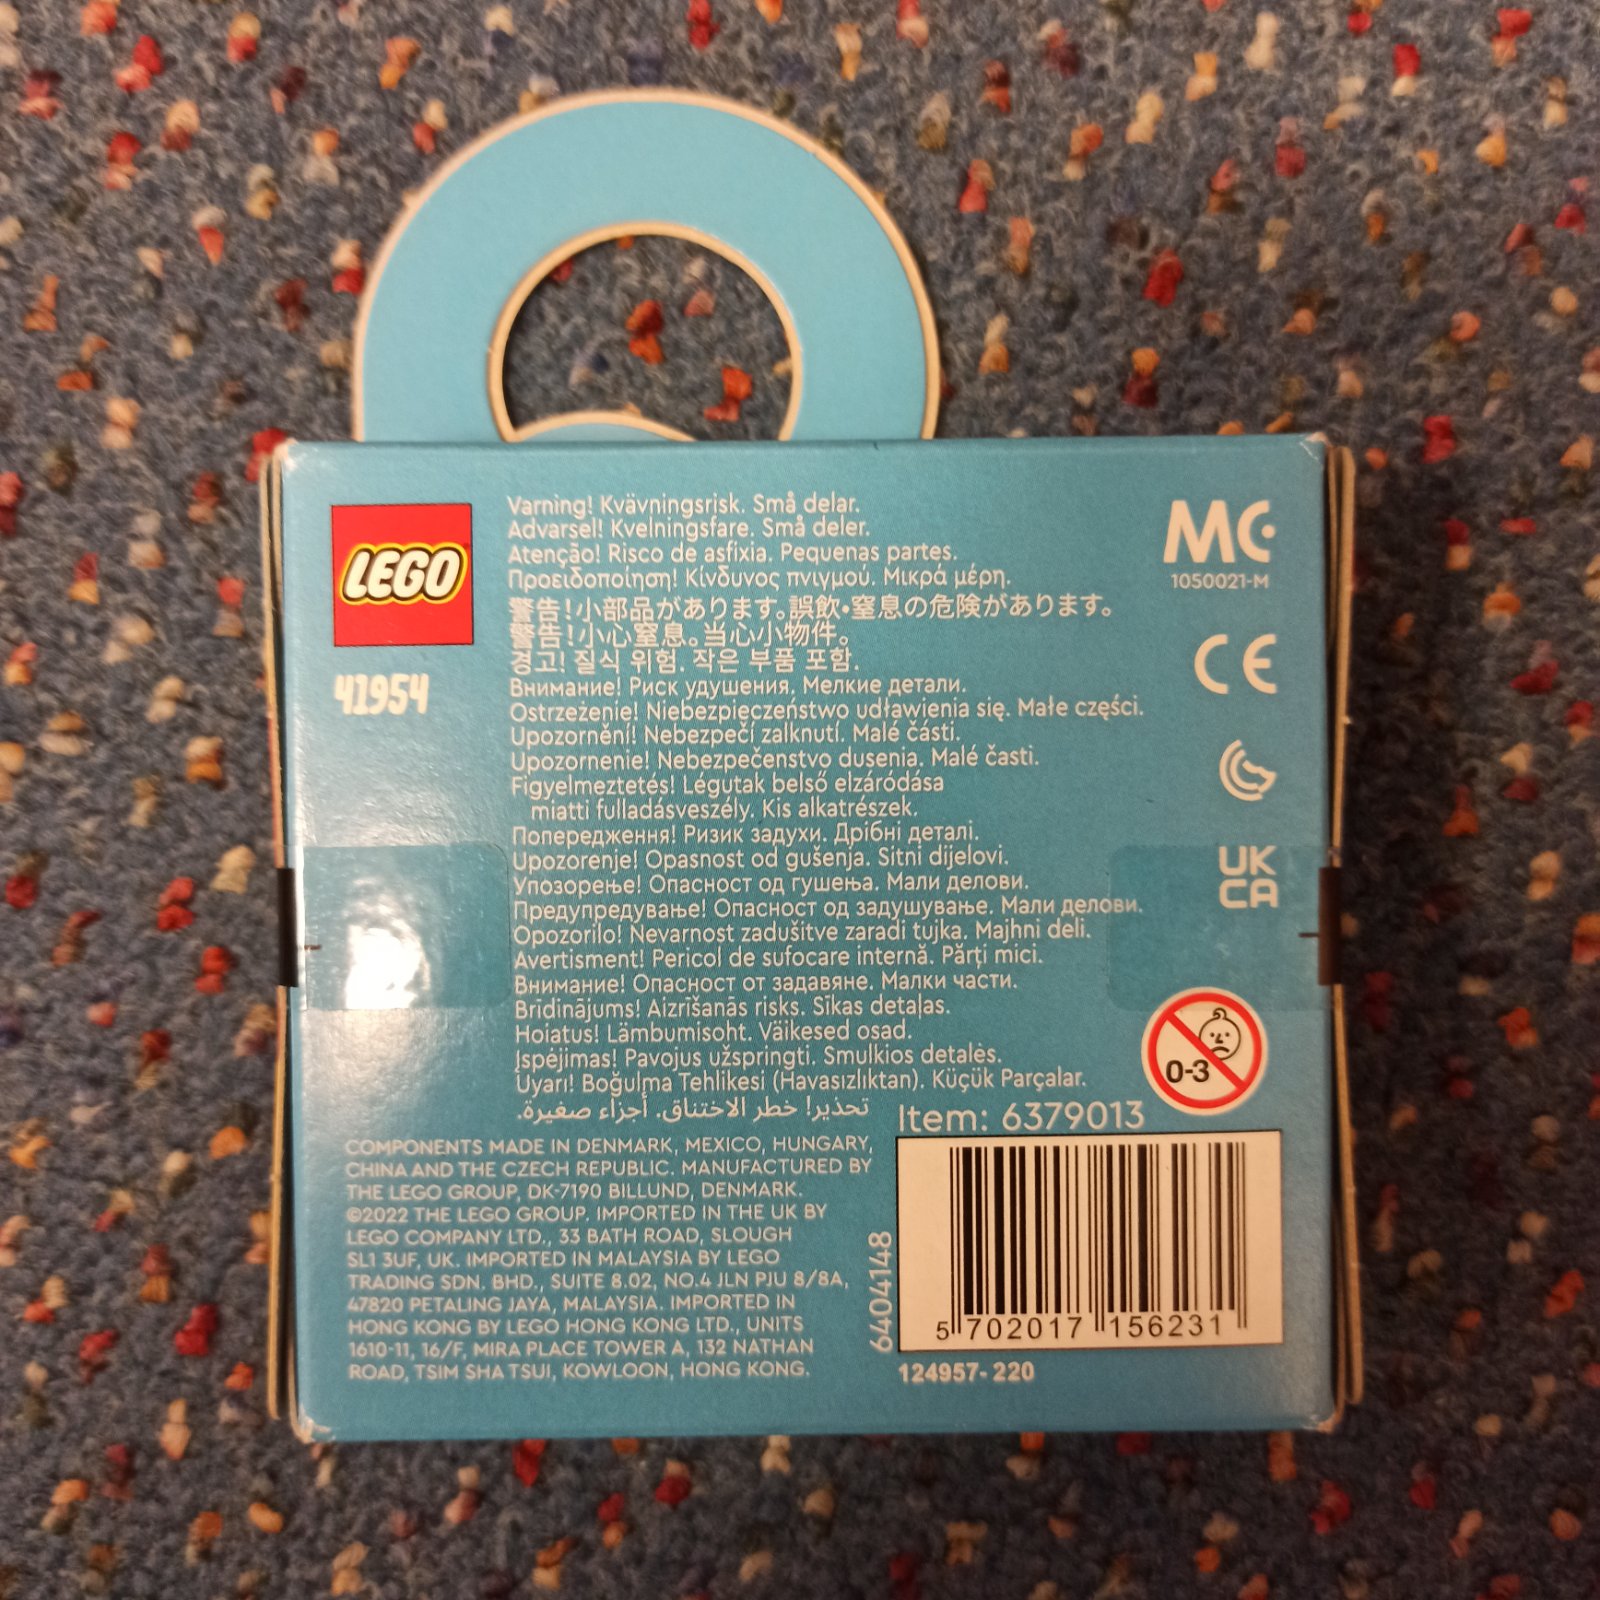 LEGO
41954
Varning! Kvävningsrisk. Små delar.
Advarsel! Kvelningsfare. Små deler.
Atenção! Risco de asfixia. Pequenas partes.
Προειδοποίηση! Κίνδυνος πνιγμού. Μικρά μέρη.
警告!小部品があります。誤飲•窒息の危険があります。
警告!小心窒息。当心小物件。
경고! 질식 위험. 작은 부품 포함.
Внимание! Риск удушения. Мелкие детали.
Ostrzeżenie! Niebezpieczeństwo udławienia się. Małe części.
Upozornění! Nebezpečí zalknutí. Malé části.
Upozornenie! Nebezpečenstvo dusenia. Malé časti.
Figyelmeztetés! Légutak belső elzáródása
miatti fulladásveszély. Kis alkatrészek.
Попередження! Ризик задухи. Дрібні деталі.
Upozorenje! Opasnost od gušenja. Sitni dijelovi.
Упозорење! Опасност од гушења. Мали делови.
Предупредување! Опасност од задушување. Мали делови.
Opozorilo! Nevarnost zadušitve zaradi tujka. Majhni deli.
Avertisment! Pericol de sufocare internă. Părți mici.
Внимание! Опасност от задавяне. Малки части.
Brīdinājums! Aizrīšanās risks. Sīkas detaļas.
Hoiatus! Lämbumisoht. Väikesed osad.
Įspėjimas! Pavojus užspringti. Smulkios detalės.
Uyarı! Boğulma Tehlikesi (Havasızlıktan). Küçük Parçalar.
تحذير! خطر الاختناق. أجزاء صغيرة.
COMPONENTS MADE IN DENMARK, MEXICO, HUNGARY,
CHINA AND THE CZECH REPUBLIC. MANUFACTURED BY
THE LEGO GROUP, DK-7190 BILLUND, DENMARK.
©2022 THE LEGO GROUP. IMPORTED IN THE UK BY
LEGO COMPANY LTD., 33 BATH ROAD, SLOUGH
SL1 3UF, UK. IMPORTED IN MALAYSIA BY LEGO
TRADING SDN. BHD., SUITE 8.02, NO.4 JLN PJU 8/8A,
47820 PETALING JAYA, MALAYSIA. IMPORTED IN
HONG KONG BY LEGO HONG KONG LTD., UNITS
1610-11, 16/F, MIRA PLACE TOWER A, 132 NATHAN
ROAD, TSIM SHA TSUI, KOWLOON, HONG KONG.
MC
1050021-M
CE
UK
CA
0-3
Item: 6379013
6404148
5 702017 156231
124957-220